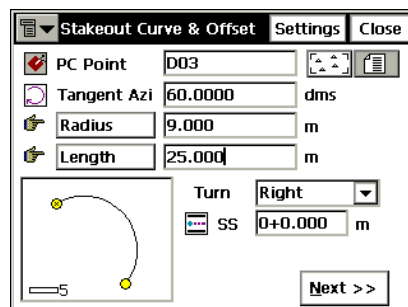 Stakeout Curve & Offset Settings Close
PC Point D03
Tangent Azi 60.0000 dms
Radius 9.000 m
Length 25.000 m
Turn Right
SS 0+0.000 m
5
Next >>